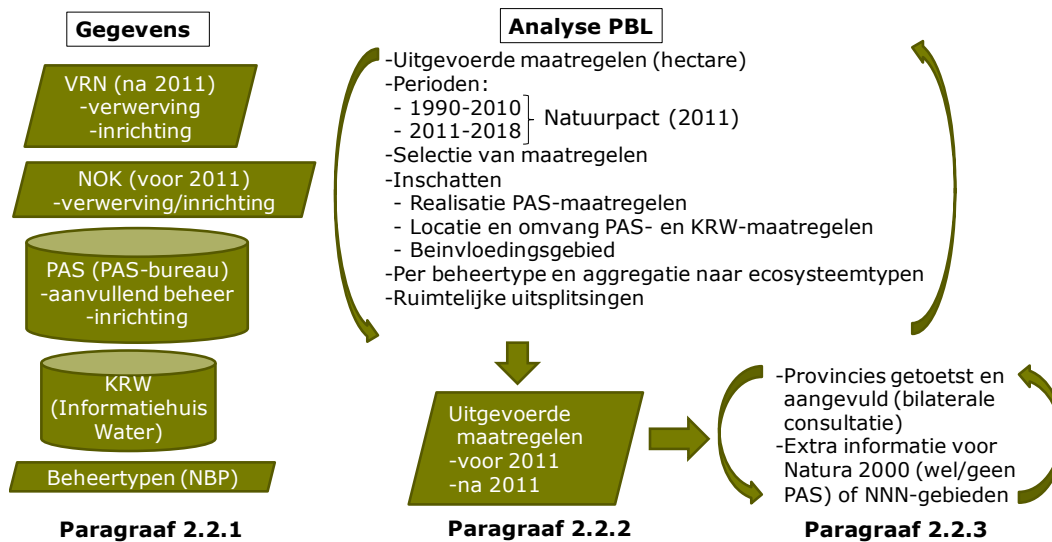 Gegevens
VRN (na 2011)
-verwerving
-inrichting
NOK (voor 2011)
-verwerving/inrichting
PAS (PAS-bureau)
-aanvullend beheer
-inrichting
KRW
(Informatiehuis
Water)
Beheertypen (NBP)
Paragraaf 2.2.1
Analyse PBL
-Uitgevoerde maatregelen (hectare)
-Perioden:
- 1990-2010
- 2011-2018
Natuurpact (2011)
-Selectie van maatregelen
-Inschatten
- Realisatie PAS-maatregelen
- Locatie en omvang PAS- en KRW-maatregelen
- Beinvloedingsgebied
-Per beheertype en aggregatie naar ecosysteemtypen
-Ruimtelijke uitsplitsingen
Uitgevoerde
maatregelen
-voor 2011
-na 2011
Paragraaf 2.2.2
-Provincies getoetst en
aangevuld (bilaterale
consultatie)
-Extra informatie voor
Natura 2000 (wel/geen
PAS) of NNN-gebieden
Paragraaf 2.2.3